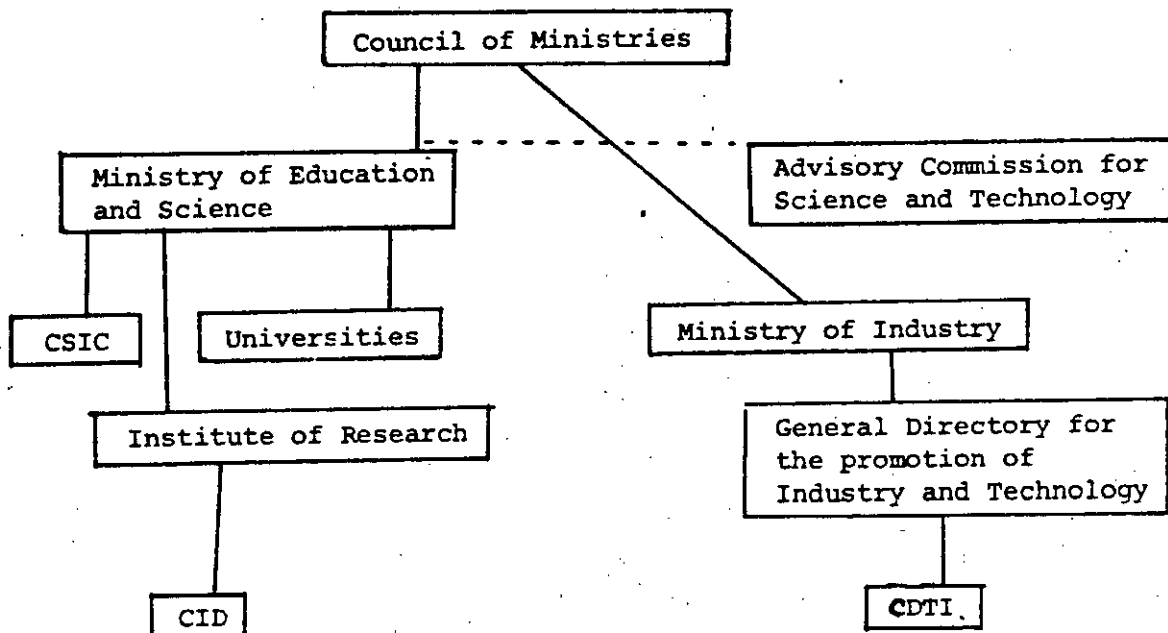 Council of Ministries
Ministry of Education
and Science
Advisory Commission for
Science and Technology
CSIC
Universities
Ministry of Industry
Institute of Research
General Directory for
the promotion of
Industry and Technology
CID
CDTI.